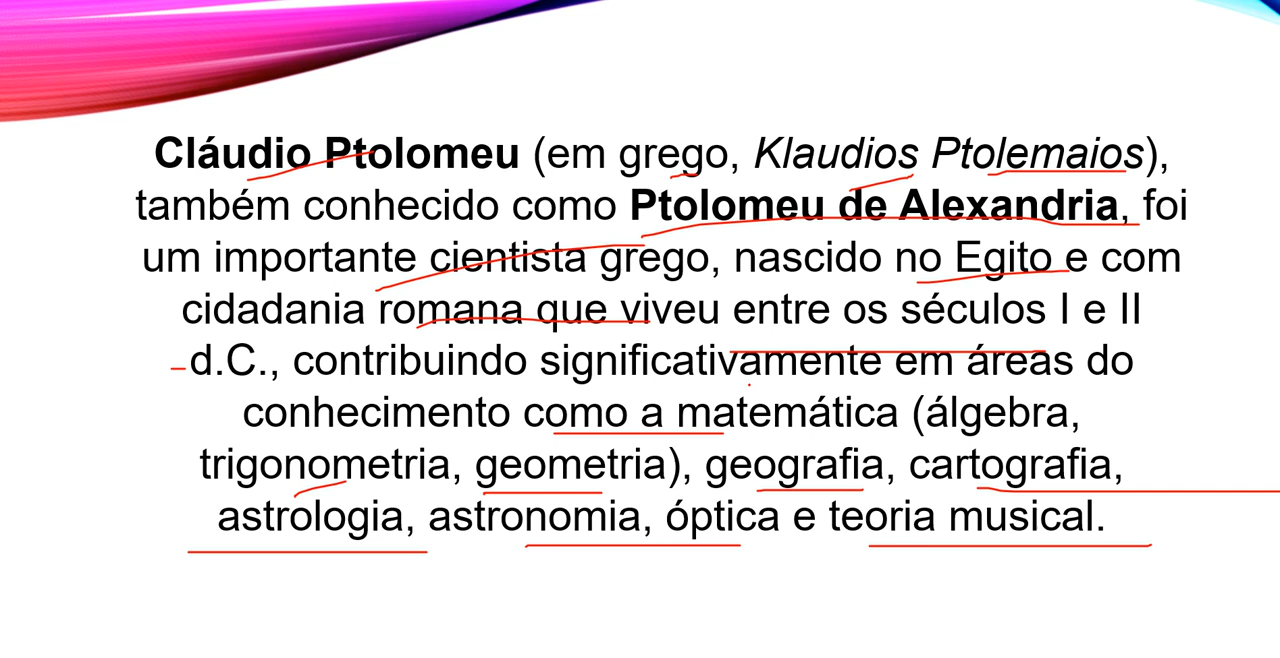 Cláudio Ptolomeu (em grego, Klaudios Ptolemaios),
também conhecido como Ptolomeu de Alexandria, foi
um importante cientista grego, nascido no Egito e com
cidadania romana que viveu entre os séculos I e II
d.C., contribuindo significativamente em áreas do
conhecimento como a matemática (álgebra,
trigonometria, geometria), geografia, cartografia,
astrologia, astronomia, óptica e teoria musical.